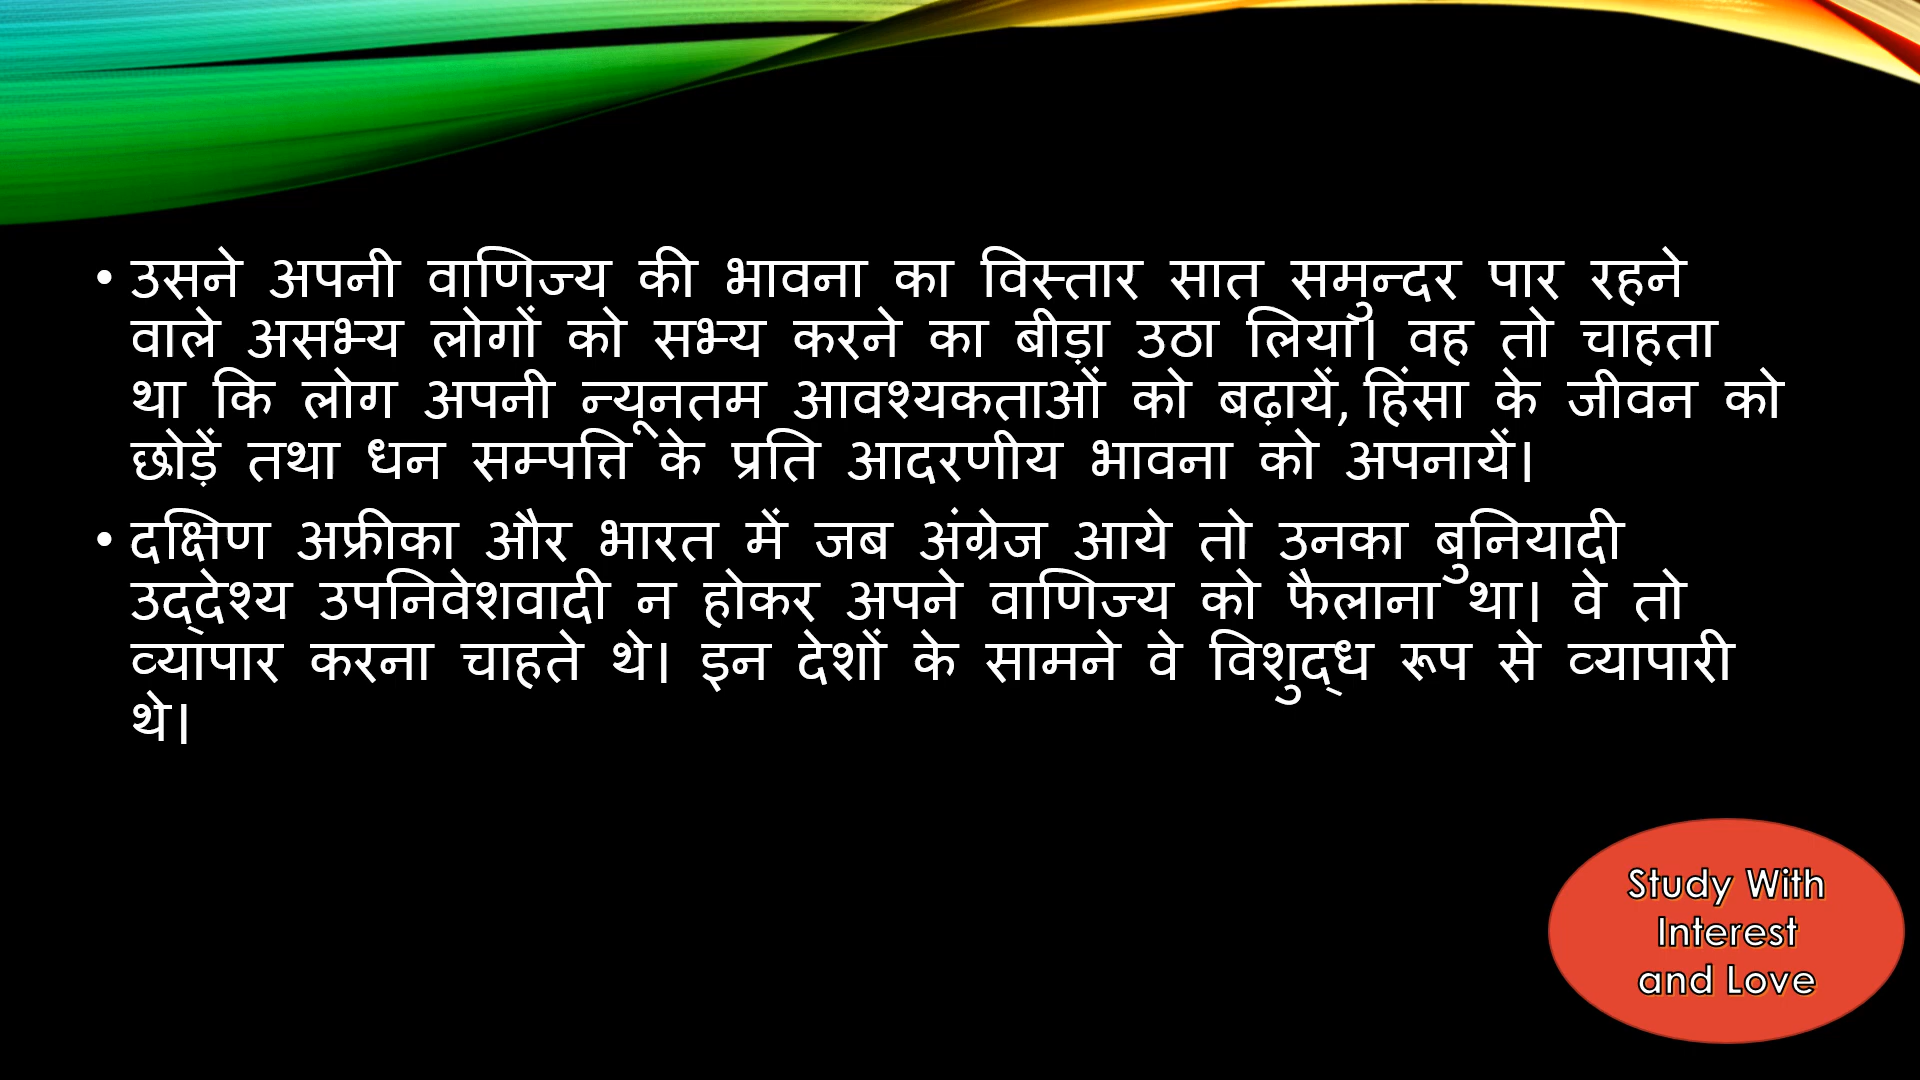 • उसने अपनी वाणिज्य की भावना का विस्तार सात समुन्दर पार रहने
वाले असभ्य लोगों को सभ्य करने का बीड़ा उठा लिया। वह तो चाहता
था कि लोग अपनी न्यूनतम आवश्यकताओं को बढ़ायें, हिंसा के जीवन को
छोड़ें तथा धन सम्पत्ति के प्रति आदरणीय भावना को अपनायें।
• दक्षिण अफ्रीका और भारत में जब अंग्रेज आये तो उनका बुनियादी
उद्देश्य उपनिवेशवादी न होकर अपने वाणिज्य को फैलाना था। वे तो
व्यापार करना चाहते थे। इन देशों के सामने वे विशुद्ध रूप से व्यापारी
थे।
Study With
Interest
and Love